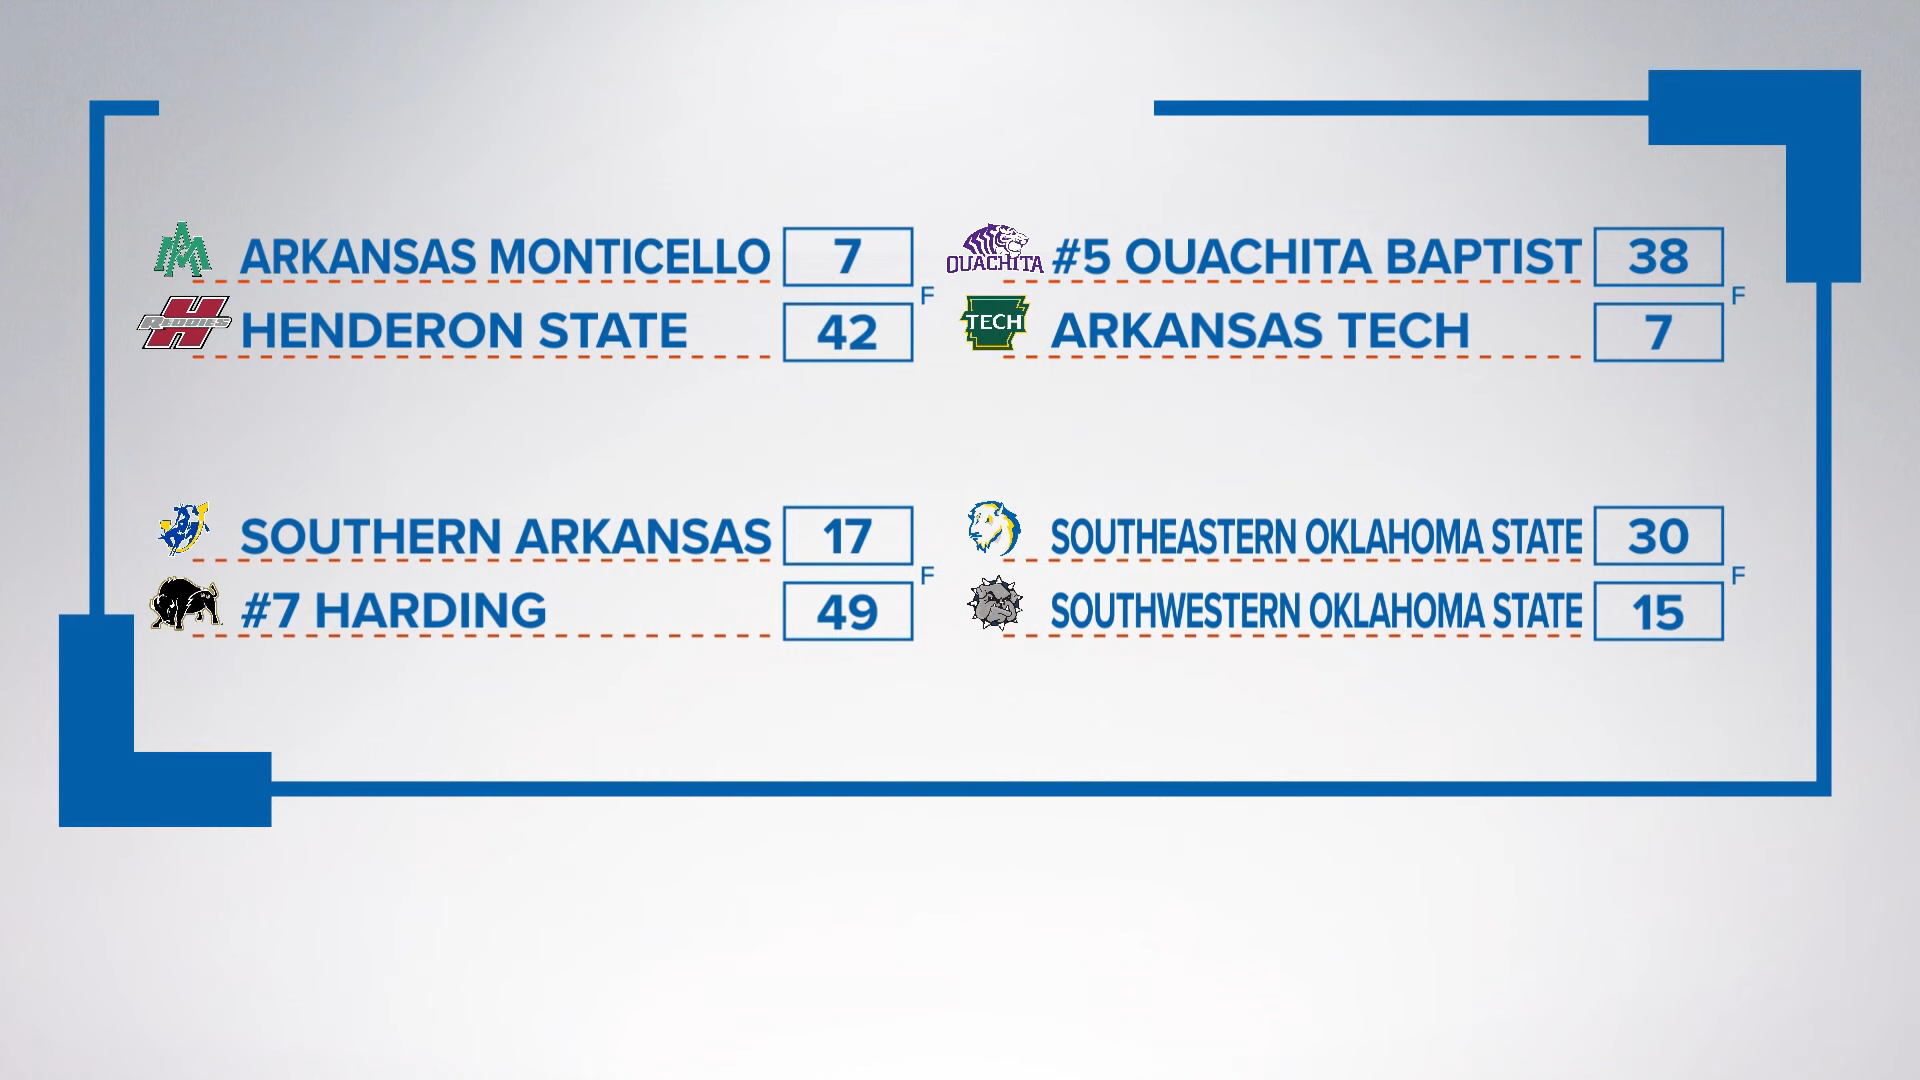 ARKANSAS MONTICELLO 7
HENDERON STATE 42
F
REDDIES
OUACHITA #5 OUACHITA BAPTIST 38
TECH ARKANSAS TECH 7
F
SOUTHERN ARKANSAS 17
#7 HARDING 49
F
SOUTHEASTERN OKLAHOMA STATE 30
SOUTHWESTERN OKLAHOMA STATE 15
F